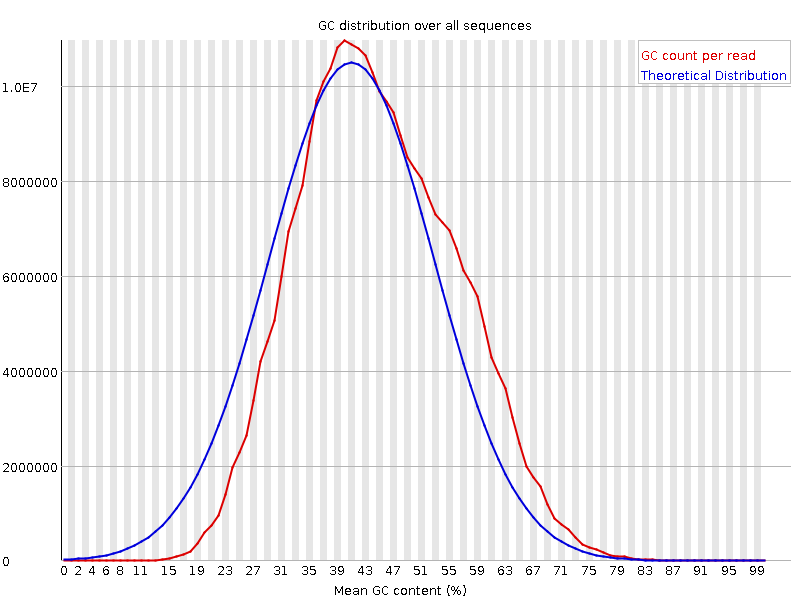 GC distribution over all sequences
GC count per read
Theoretical Distribution
1.0E7
8000000
6000000
4000000
2000000
0
0 2 4 6 8 11 15 19 23 27 31 35 39 43 47 51 55 59 63 67 71 75 79 83 87 91 95 99
Mean GC content (%)